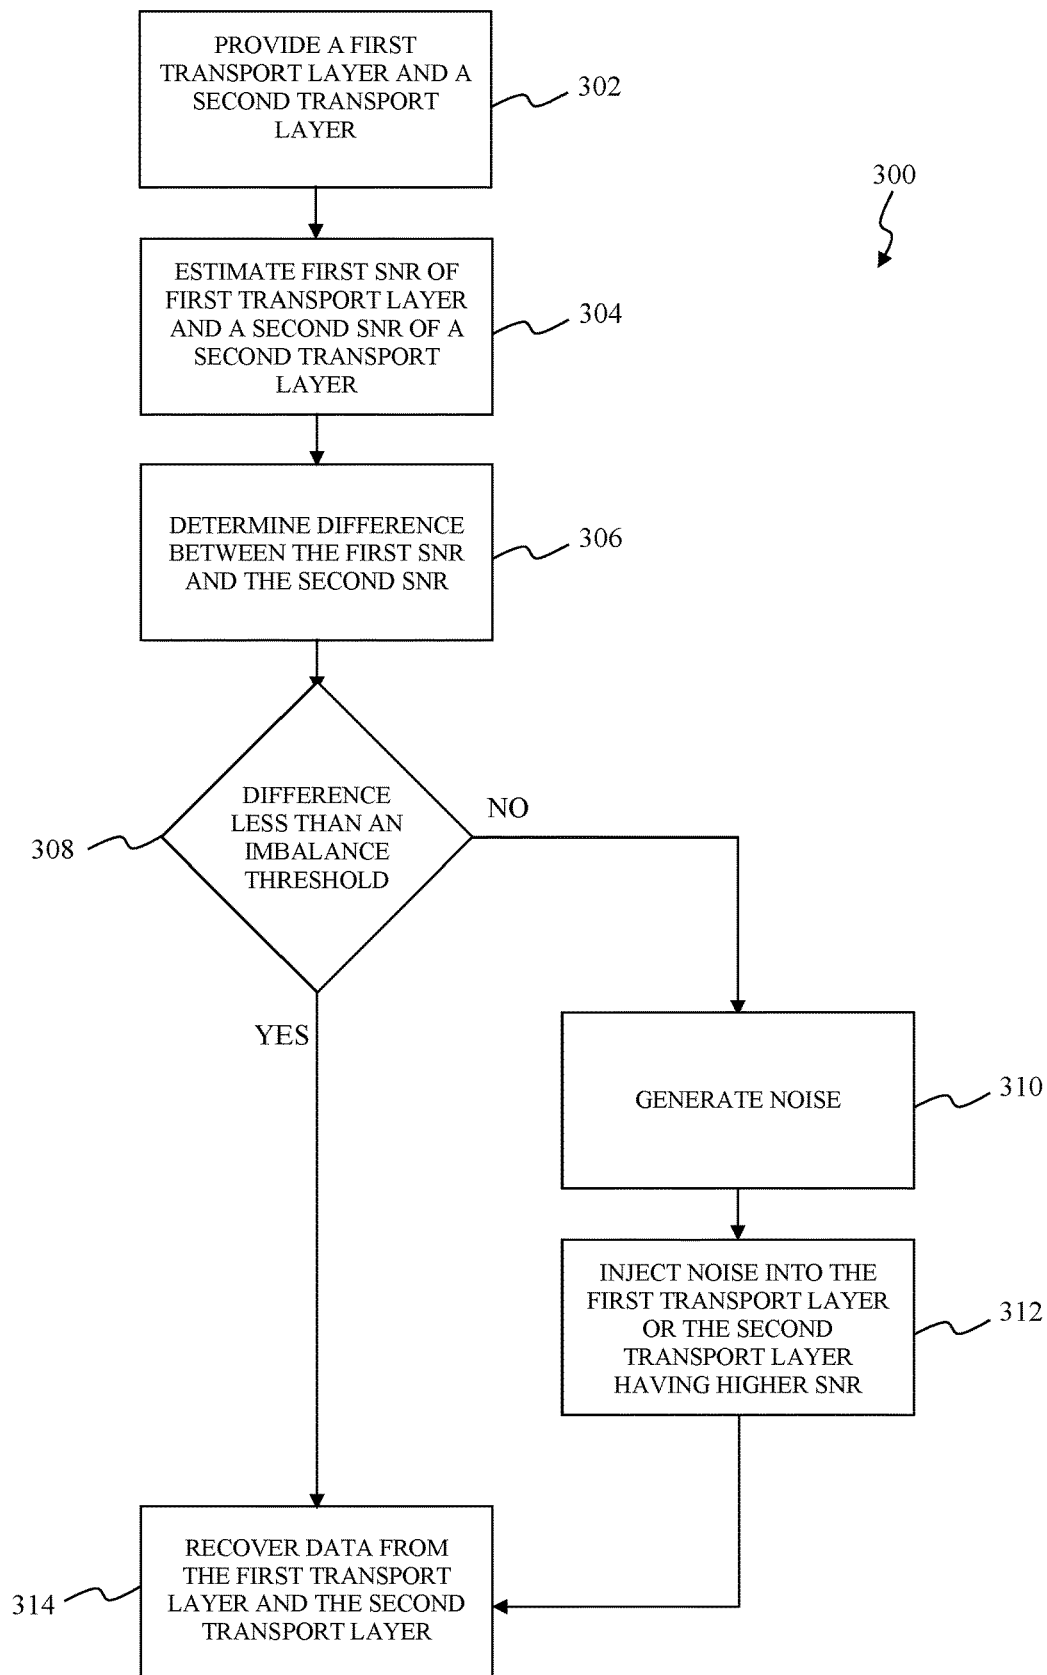 PROVIDE A FIRST
TRANSPORT LAYER AND A
SECOND TRANSPORT
LAYER
302
300
ESTIMATE FIRST SNR OF
FIRST TRANSPORT LAYER
AND A SECOND SNR OF A
SECOND TRANSPORT
LAYER
304
DETERMINE DIFFERENCE
BETWEEN THE FIRST SNR
AND THE SECOND SNR
306
DIFFERENCE
LESS THAN AN
IMBALANCE
THRESHOLD
308
NO
YES
GENERATE NOISE
310
INJECT NOISE INTO THE
FIRST TRANSPORT LAYER
OR THE SECOND
TRANSPORT LAYER
HAVING HIGHER SNR
312
RECOVER DATA FROM
THE FIRST TRANSPORT
LAYER AND THE SECOND
TRANSPORT LAYER
314